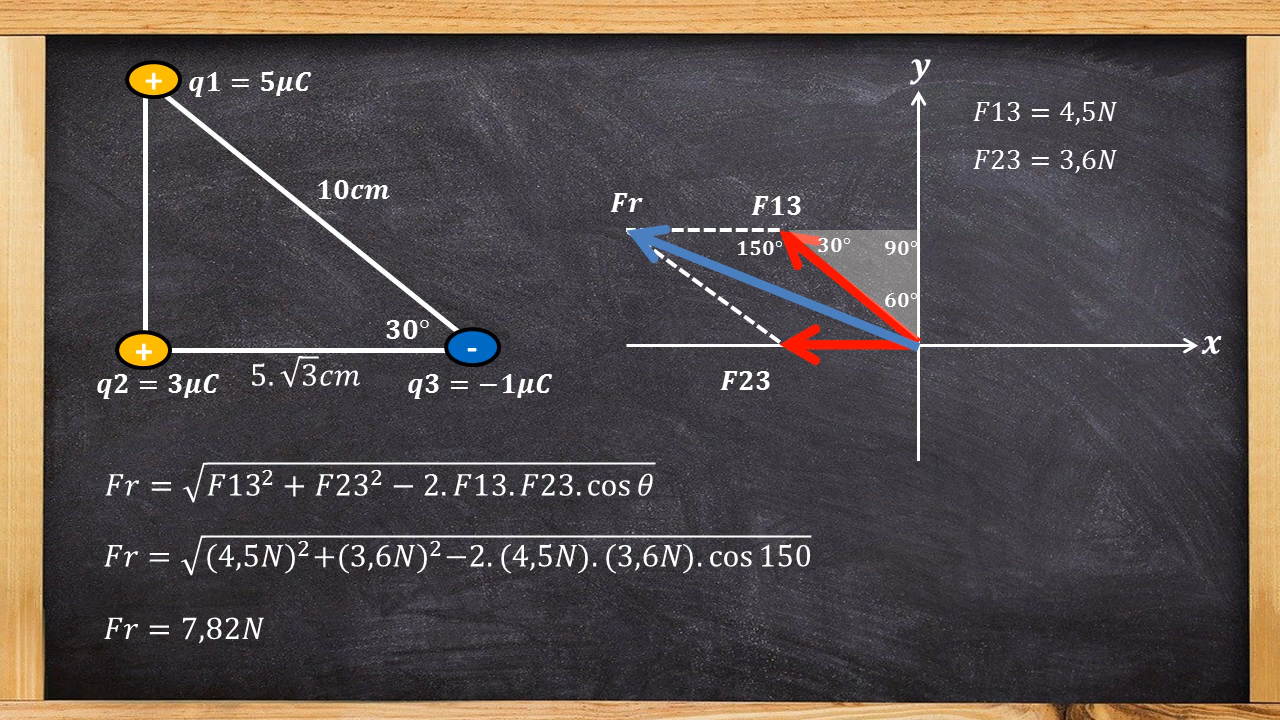 + q1 = 5μC
10cm
30°
+
-
q2 = 3μC
5.√3cm
q3 = −1μC
y
F13 = 4,5N
F23 = 3,6N
Fr
F13
150°
30°
90°
60°
x
F23
Fr = √F13² + F23² − 2. F13. F23. cos θ
Fr = √(4,5N)²+(3,6N)²−2. (4,5N). (3,6N). cos 150
Fr = 7,82N